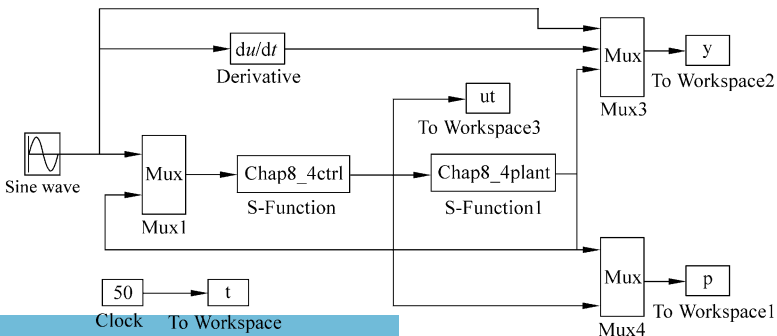 du/dt
Derivative
Mux
Mux3
y
To Workspace2
ut
To Workspace3
Sine wave
Mux
Mux1
Chap8_4ctrl
S-Function
Chap8_4plant
S-Function1
50
Clock
t
To Workspace
Mux
Mux4
p
To Workspace1